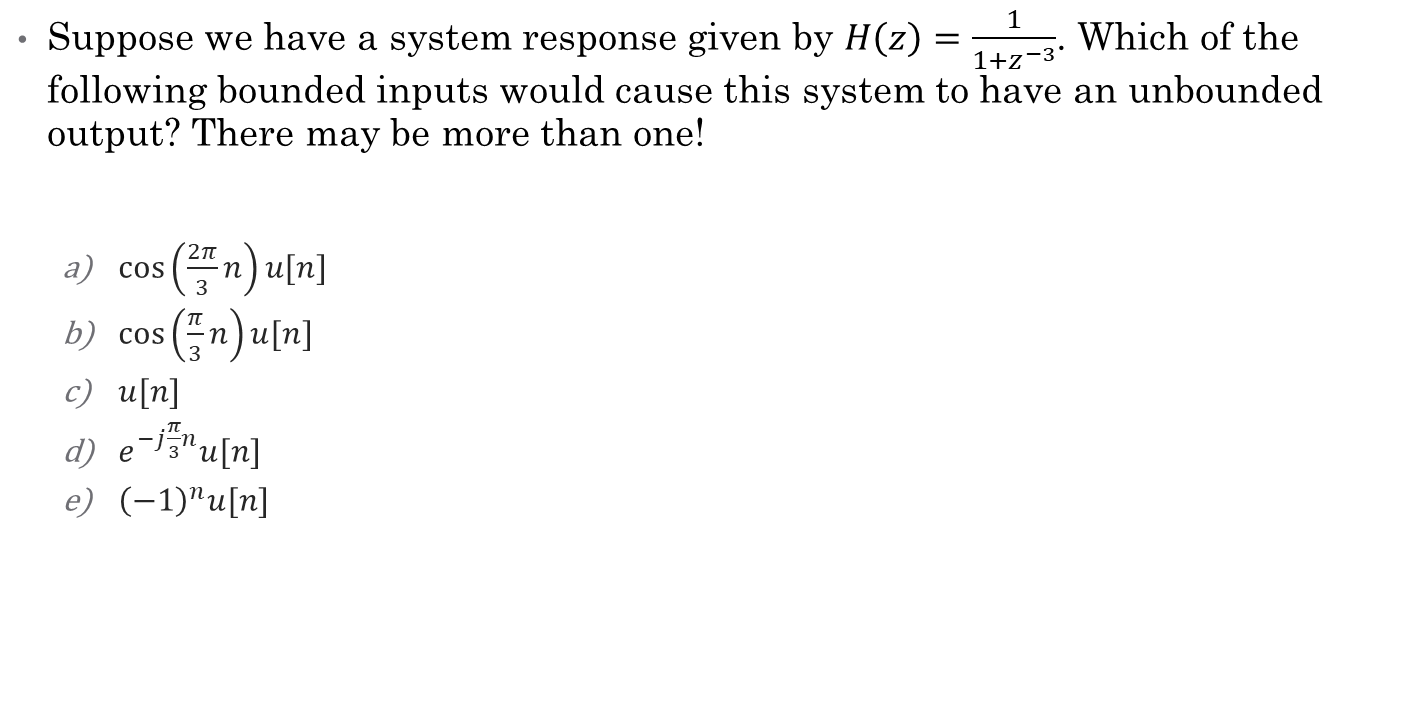 • Suppose we have a system response given by H(z) = 1/(1+z⁻³). Which of the
following bounded inputs would cause this system to have an unbounded
output? There may be more than one!
a) cos(2π/3 n)u[n]
b) cos(π/3 n)u[n]
c) u[n]
d) e^(−jπ/3 n)u[n]
e) (−1)ⁿu[n]